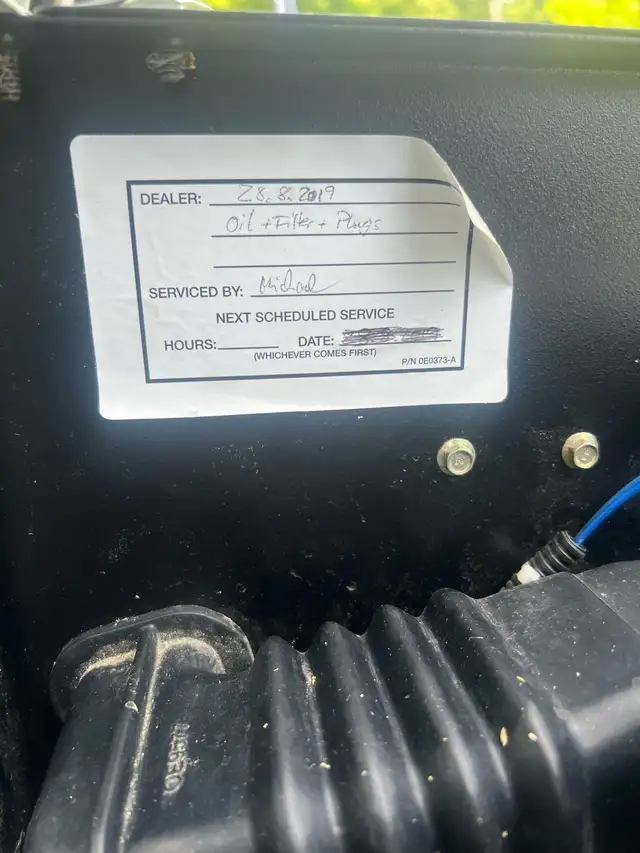 DEALER: 28.8.2019
Oil + Filter + Plugs
SERVICED BY: Michael
NEXT SCHEDULED SERVICE
HOURS: DATE:
(WHICHEVER COMES FIRST)
P/N 0E0373-A